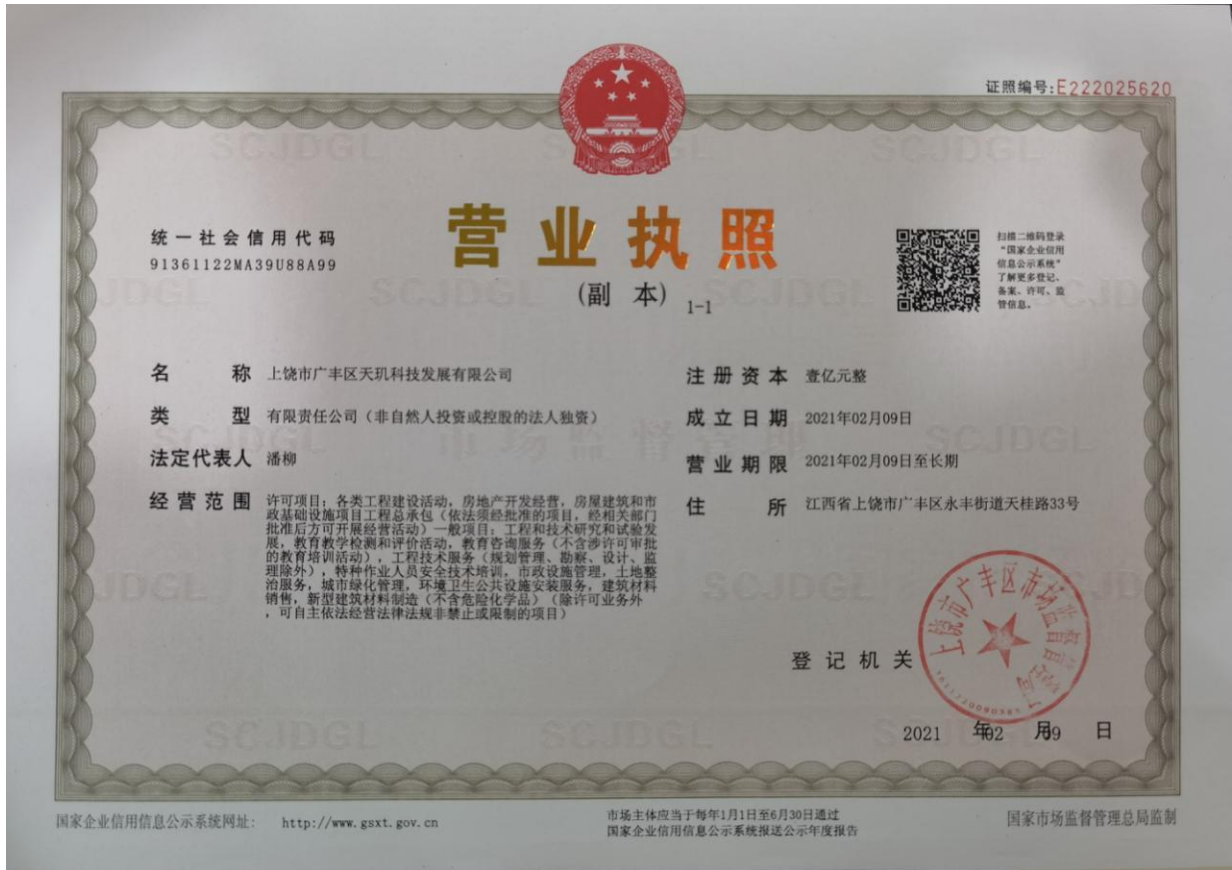 证照编号:E222025620
统一社会信用代码
91361122MA39U88A99
营业执照
(副 本) 1-1
扫描二维码登录
“国家企业信用
信息公示系统”
了解更多登记、
备案、许可、监
管信息。
名 称 上饶市广丰区天玑科技发展有限公司
类 型 有限责任公司（非自然人投资或控股的法人独资）
法定代表人 潘柳
经营范围 许可项目：各类工程建设活动，房地产开发经营，房屋建筑和市
政基础设施项目工程总承包（依法须经批准的项目，经相关部门
批准后方可开展经营活动）一般项目：工程和技术研究和试验发
展，教育教学检测和评价活动，教育咨询服务（不含涉许可审批
的教育培训活动），工程技术服务（规划管理、勘察、设计、监
理除外），特种作业人员安全技术培训，市政设施管理，土地整
治服务，城市绿化管理，环境卫生公共设施安装服务，建筑材料
销售，新型建筑材料制造（不含危险化学品）（除许可业务外
，可自主依法经营法律法规非禁止或限制的项目）
注册资本 壹亿元整
成立日期 2021年02月09日
营业期限 2021年02月09日至长期
住 所 江西省上饶市广丰区永丰街道天桂路33号
登记机关
上饶市广丰区市场监督管
2021 年02 月09 日
SCJDGL
市场监督管理
国家企业信用信息公示系统网址： http://www.gsxt.gov.cn
市场主体应当于每年1月1日至6月30日通过
国家企业信用信息公示系统报送公示年度报告
国家市场监督管理总局监制